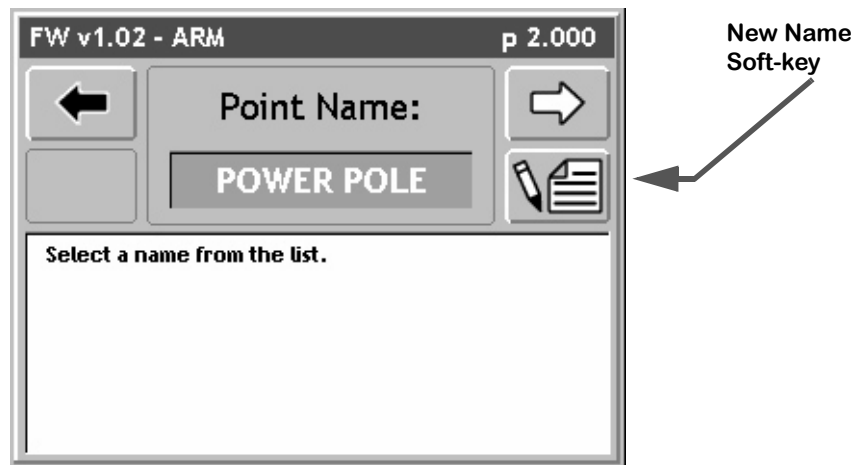 FW v1.02 - ARM p 2.000
Point Name:
POWER POLE
Select a name from the list.
New Name
Soft-key